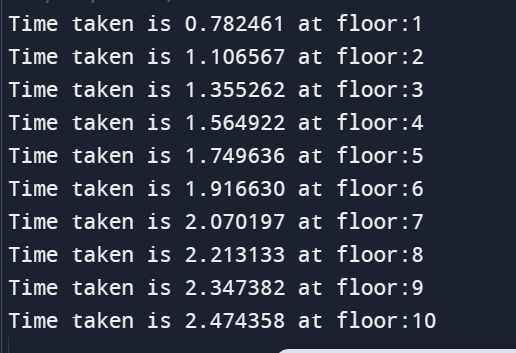 Time taken is 0.782461 at floor:1
Time taken is 1.106567 at floor:2
Time taken is 1.355262 at floor:3
Time taken is 1.564922 at floor:4
Time taken is 1.749636 at floor:5
Time taken is 1.916630 at floor:6
Time taken is 2.070197 at floor:7
Time taken is 2.213133 at floor:8
Time taken is 2.347382 at floor:9
Time taken is 2.474358 at floor:10